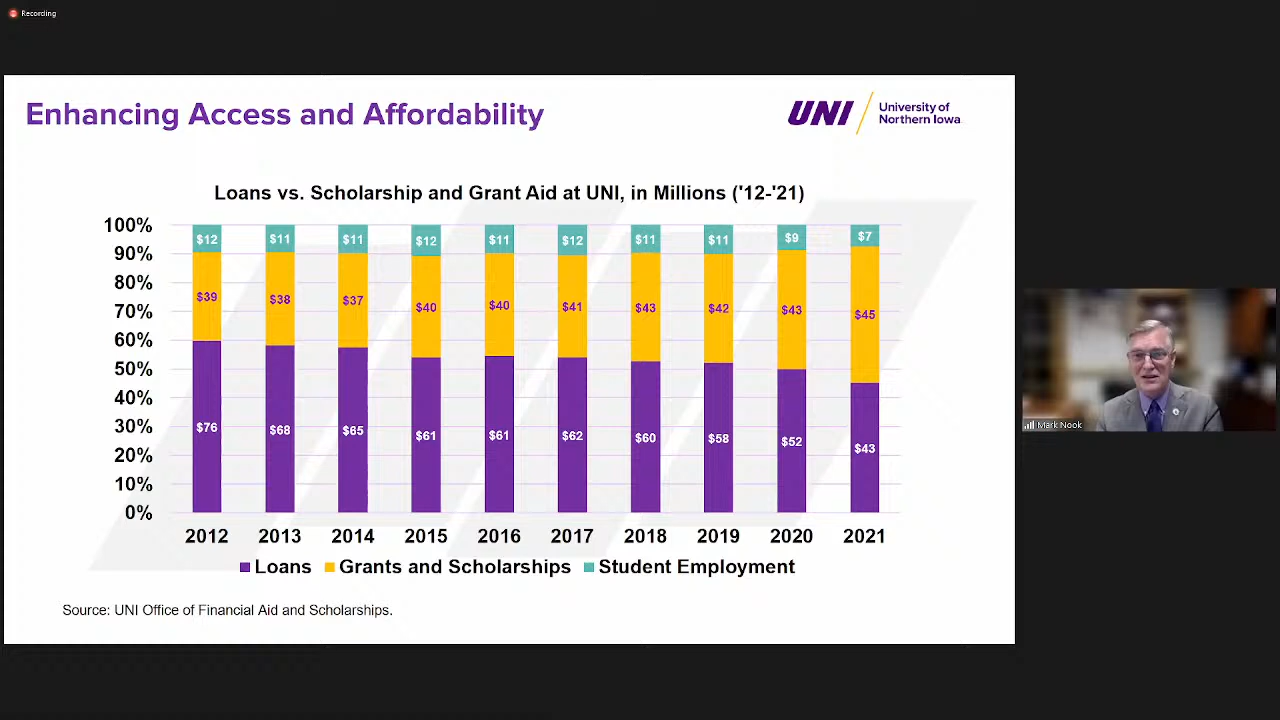 Recording
Enhancing Access and Affordability
UNI
University of
Northern Iowa
Loans vs. Scholarship and Grant Aid at UNI, in Millions ('12-'21)
100%
90%
80%
70%
60%
50%
40%
30%
20%
10%
0%
$12 $11 $11 $12 $11 $12 $11 $11 $9 $7
$39 $38 $37 $40 $40 $41 $43 $42 $43 $45
$76 $68 $65 $61 $61 $62 $60 $58 $52 $43
2012 2013 2014 2015 2016 2017 2018 2019 2020 2021
Loans Grants and Scholarships Student Employment
Source: UNI Office of Financial Aid and Scholarships.
Mark Nook